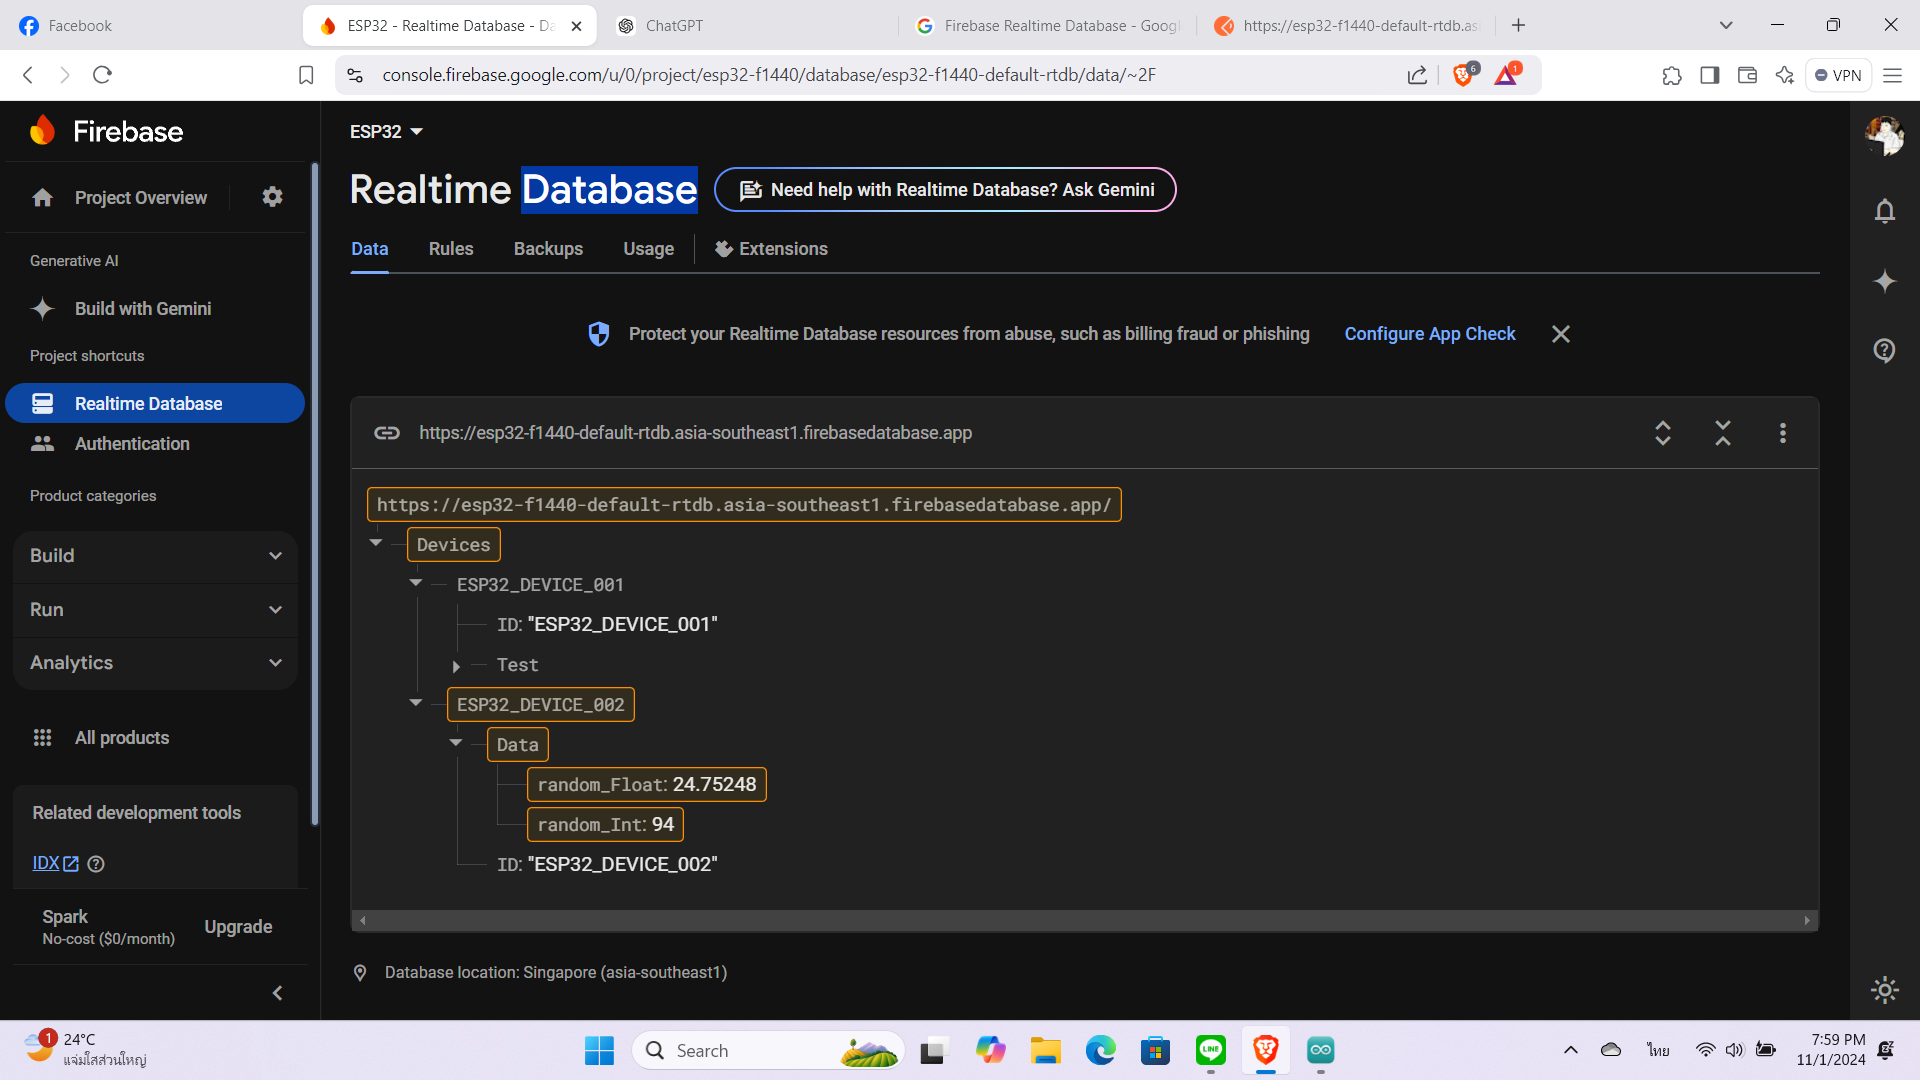 Facebook
ESP32 - Realtime Database - Da
ChatGPT
Firebase Realtime Database - Googl
https://esp32-f1440-default-rtdb.as
console.firebase.google.com/u/0/project/esp32-f1440/database/esp32-f1440-default-rtdb/data/~2F
6
1
VPN
Firebase
ESP32
Project Overview
Realtime Database
Need help with Realtime Database? Ask Gemini
Data
Rules
Backups
Usage
Extensions
Generative AI
Build with Gemini
Project shortcuts
Realtime Database
Authentication
Product categories
Build
Run
Analytics
All products
Related development tools
IDX
Spark
No-cost ($0/month)
Upgrade
Protect your Realtime Database resources from abuse, such as billing fraud or phishing
Configure App Check
https://esp32-f1440-default-rtdb.asia-southeast1.firebasedatabase.app
https://esp32-f1440-default-rtdb.asia-southeast1.firebasedatabase.app/
Devices
ESP32_DEVICE_001
ID: "ESP32_DEVICE_001"
Test
ESP32_DEVICE_002
Data
random_Float: 24.75248
random_Int: 94
ID: "ESP32_DEVICE_002"
Database location: Singapore (asia-southeast1)
1
24°C
แจ่มใสส่วนใหญ่
Search
LINE
ไทย
7:59 PM
11/1/2024